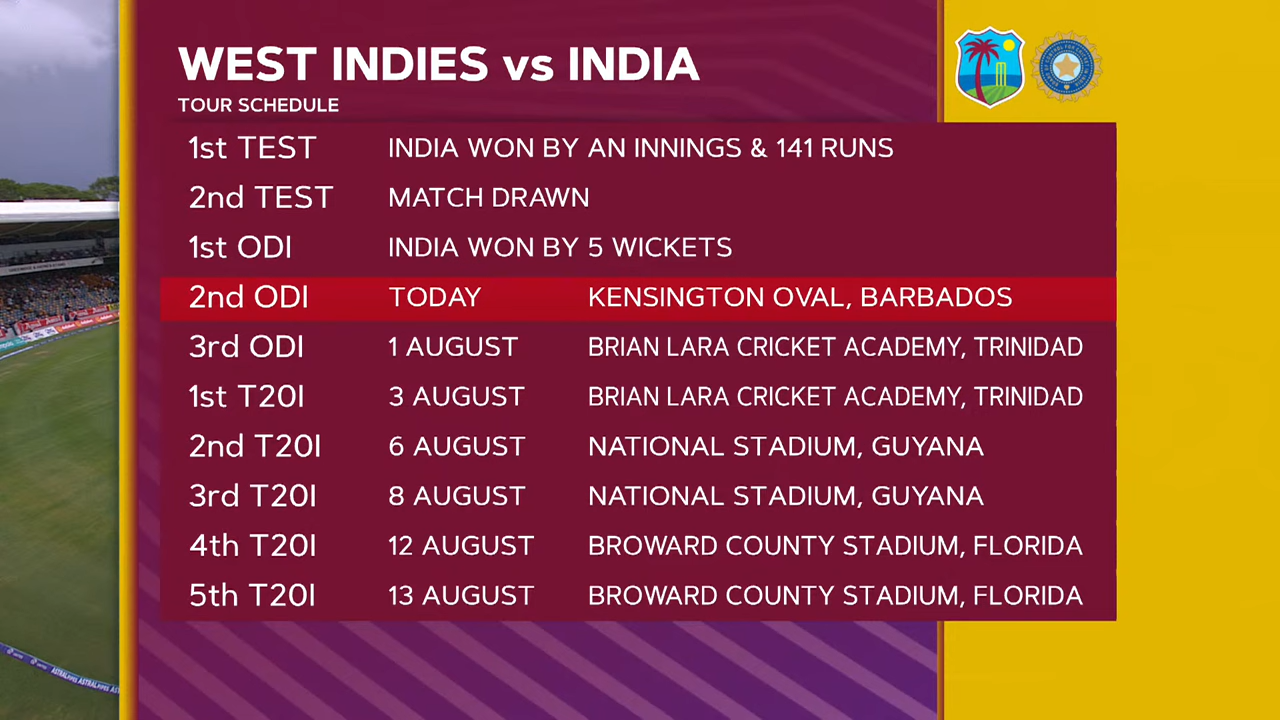 WEST INDIES vs INDIA
TOUR SCHEDULE
1st TEST INDIA WON BY AN INNINGS & 141 RUNS
2nd TEST MATCH DRAWN
1st ODI INDIA WON BY 5 WICKETS
2nd ODI TODAY KENSINGTON OVAL, BARBADOS
3rd ODI 1 AUGUST BRIAN LARA CRICKET ACADEMY, TRINIDAD
1st T20I 3 AUGUST BRIAN LARA CRICKET ACADEMY, TRINIDAD
2nd T20I 6 AUGUST NATIONAL STADIUM, GUYANA
3rd T20I 8 AUGUST NATIONAL STADIUM, GUYANA
4th T20I 12 AUGUST BROWARD COUNTY STADIUM, FLORIDA
5th T20I 13 AUGUST BROWARD COUNTY STADIUM, FLORIDA